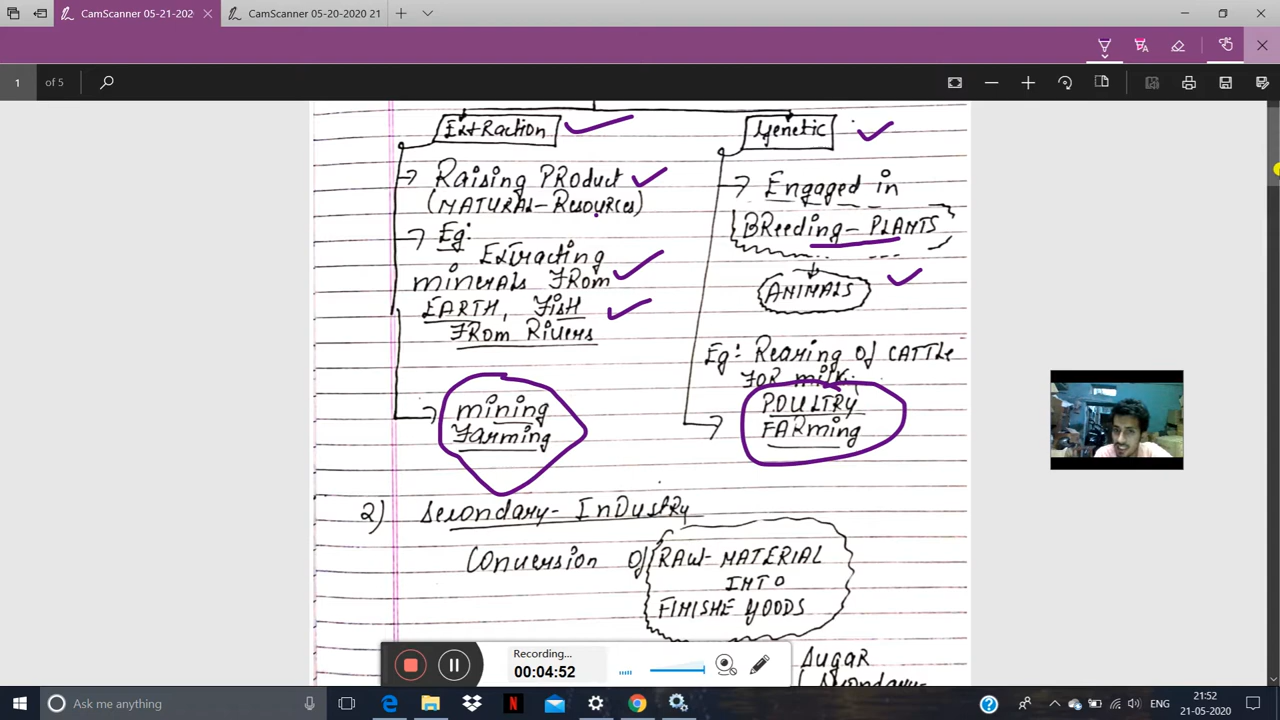 CamScanner 05-21-2020
CamScanner 05-20-2020 21
1 of 5
Extraction
Genetic
Raising Product
(Natural-Resources)
Eg:
Extracting
minerals From
EARTH, Fish
From Rivers
mining
Farming
Engaged in
Breeding-PLANTS
ANIMALS
Eg: Rearing Of CATTLe
FOR milk,
POULTRY
FARming
2) Secondary-InDustRy
Conversion Of RAW-MATERIAL
INTO
FINISHE GOODS
Sugar
(Secondary-
Recording...
00:04:52
Ask me anything
21:52
21-05-2020